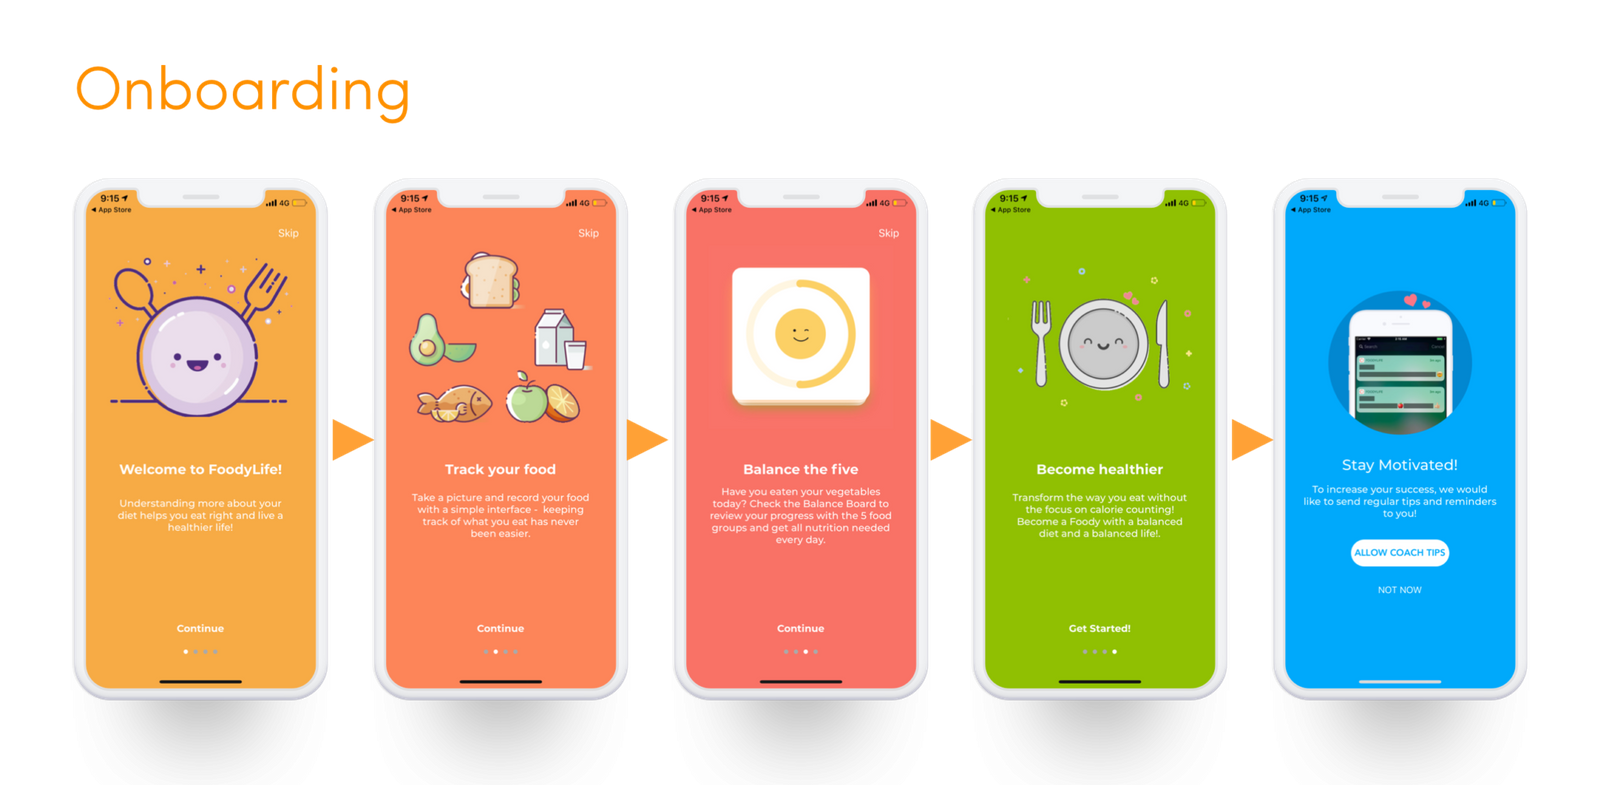 Onboarding
9:15
4G
◀ App Store
Skip
Welcome to FoodyLife!
Understanding more about your
diet helps you eat right and live a
healthier life!
Continue
9:15
4G
◀ App Store
Skip
Track your food
Take a picture and record your food
with a simple interface - keeping
track of what you eat has never
been easier.
Continue
9:15
4G
◀ App Store
Skip
Balance the five
Have you eaten your vegetables
today? Check the Balance Board to
review your progress with the 5 food
groups and get all nutrition needed
every day.
Continue
9:15
4G
◀ App Store
Become healthier
Transform the way you eat without
the focus on calorie counting!
Become a Foody with a balanced
diet and a balanced life!.
Get Started!
9:15
4G
◀ App Store
Search
Stay Motivated!
To increase your success, we would
like to send regular tips and reminders
to you!
ALLOW COACH TIPS
NOT NOW